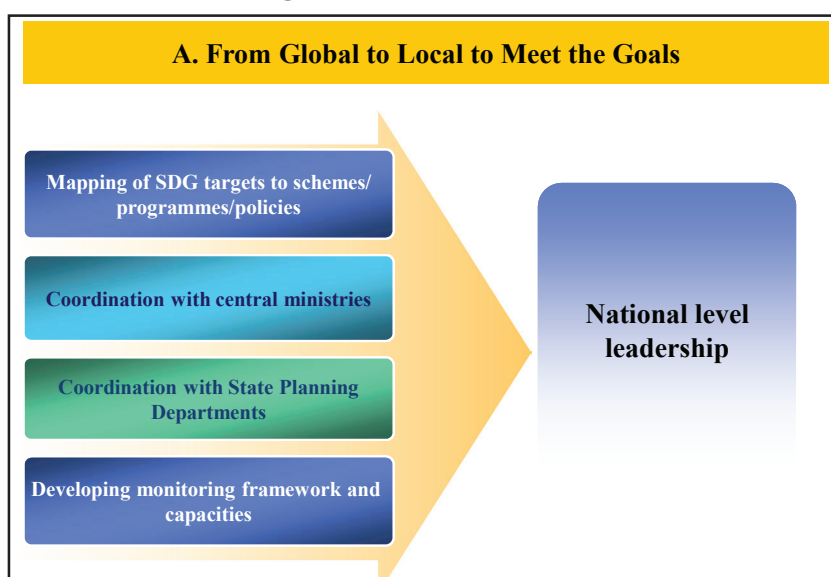 A. From Global to Local to Meet the Goals
Mapping of SDG targets to schemes/
programmes/policies
Coordination with central ministries
Coordination with State Planning
Departments
Developing monitoring framework and
capacities
National level
leadership